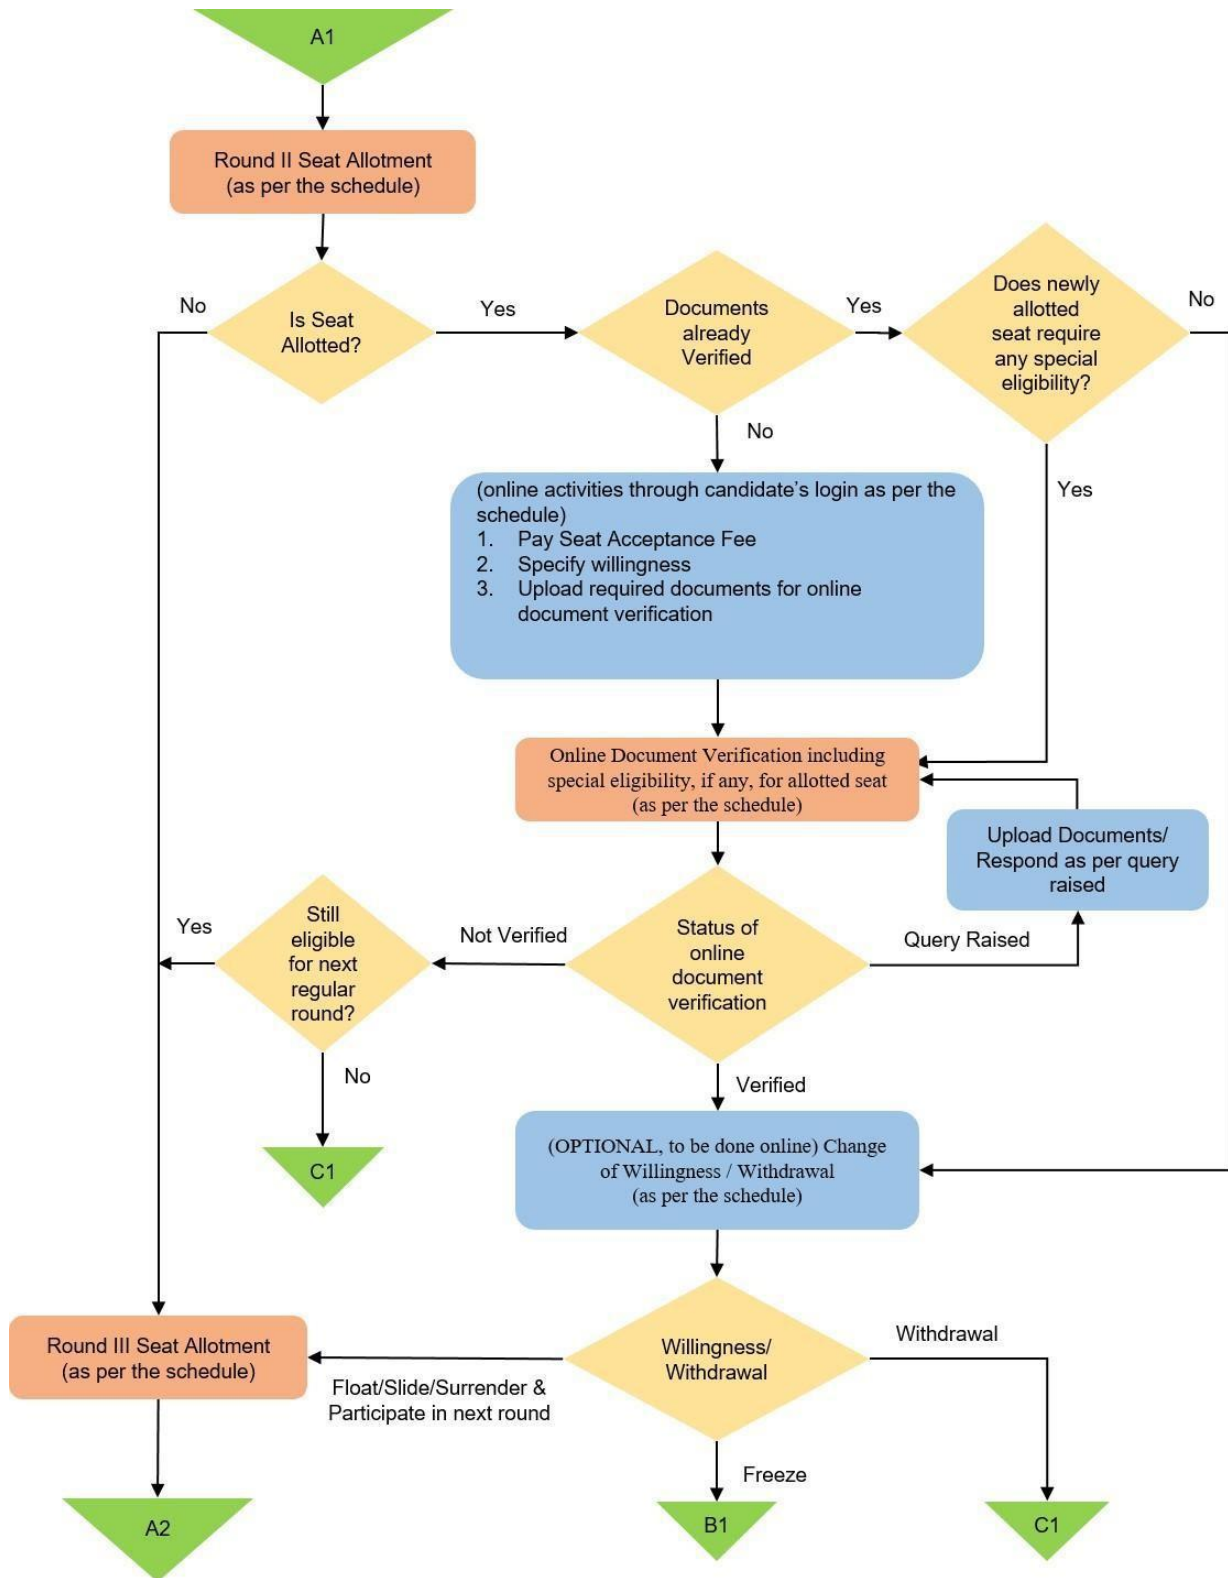 A1
Round II Seat Allotment
(as per the schedule)
No
Is Seat
Allotted?
Yes
Documents
already
Verified
Yes
Does newly
allotted
seat require
any special
eligibility?
No
No
Yes
(online activities through candidate’s login as per the
schedule)
1. Pay Seat Acceptance Fee
2. Specify willingness
3. Upload required documents for online
document verification
Online Document Verification including
special eligibility, if any, for allotted seat
(as per the schedule)
Upload Documents/
Respond as per query
raised
Yes
Still
eligible
for next
regular
round?
Not Verified
Status of
online
document
verification
Query Raised
No
Verified
C1
(OPTIONAL, to be done online) Change
of Willingness / Withdrawal
(as per the schedule)
Round III Seat Allotment
(as per the schedule)
Float/Slide/Surrender &
Participate in next round
Willingness/
Withdrawal
Withdrawal
Freeze
A2
B1
C1